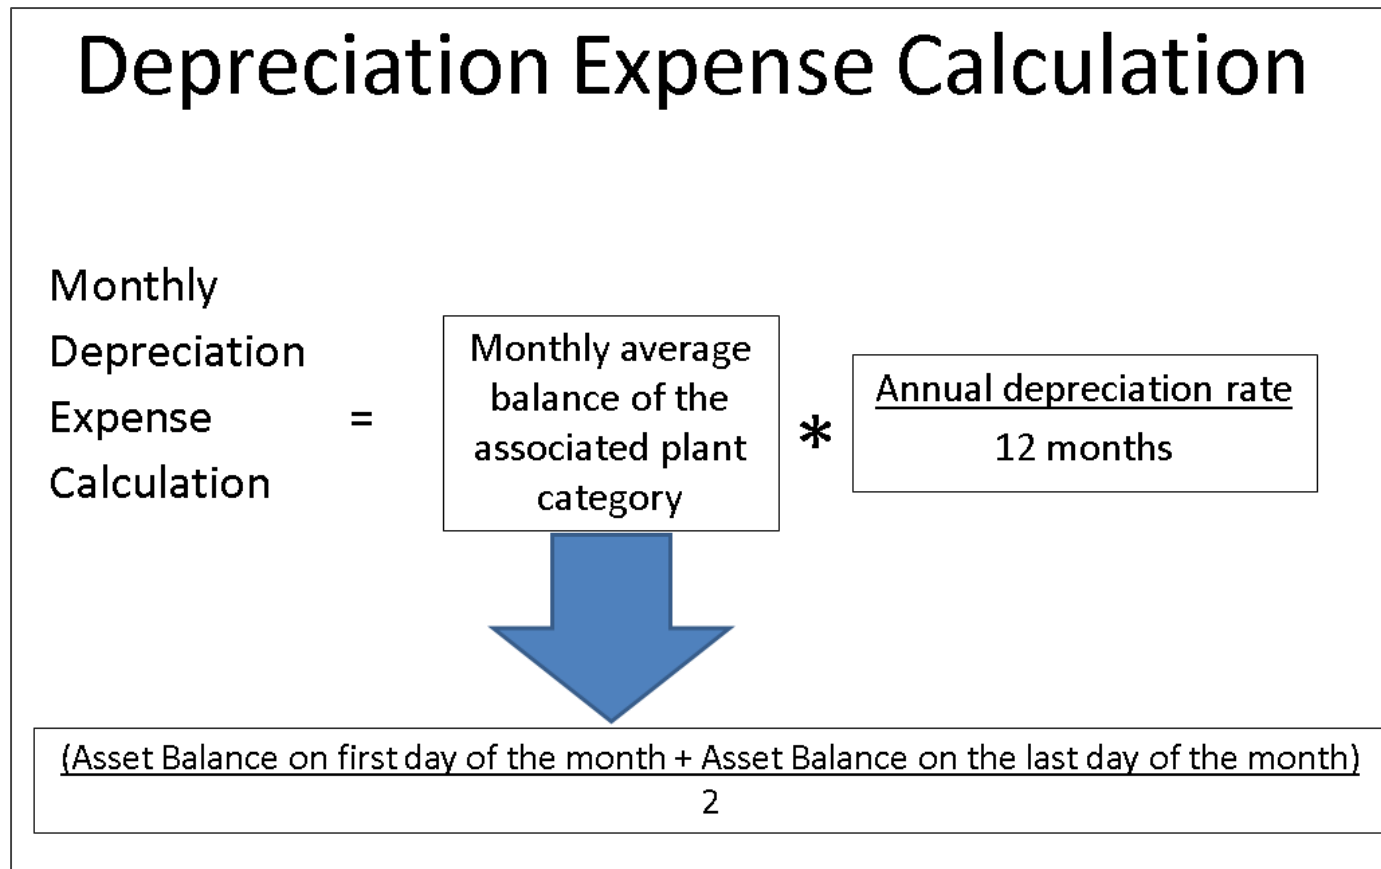 Depreciation Expense Calculation
Monthly
Depreciation
Expense =
Calculation
Monthly average
balance of the
associated plant
category
*
Annual depreciation rate
12 months
(Asset Balance on first day of the month + Asset Balance on the last day of the month)
2